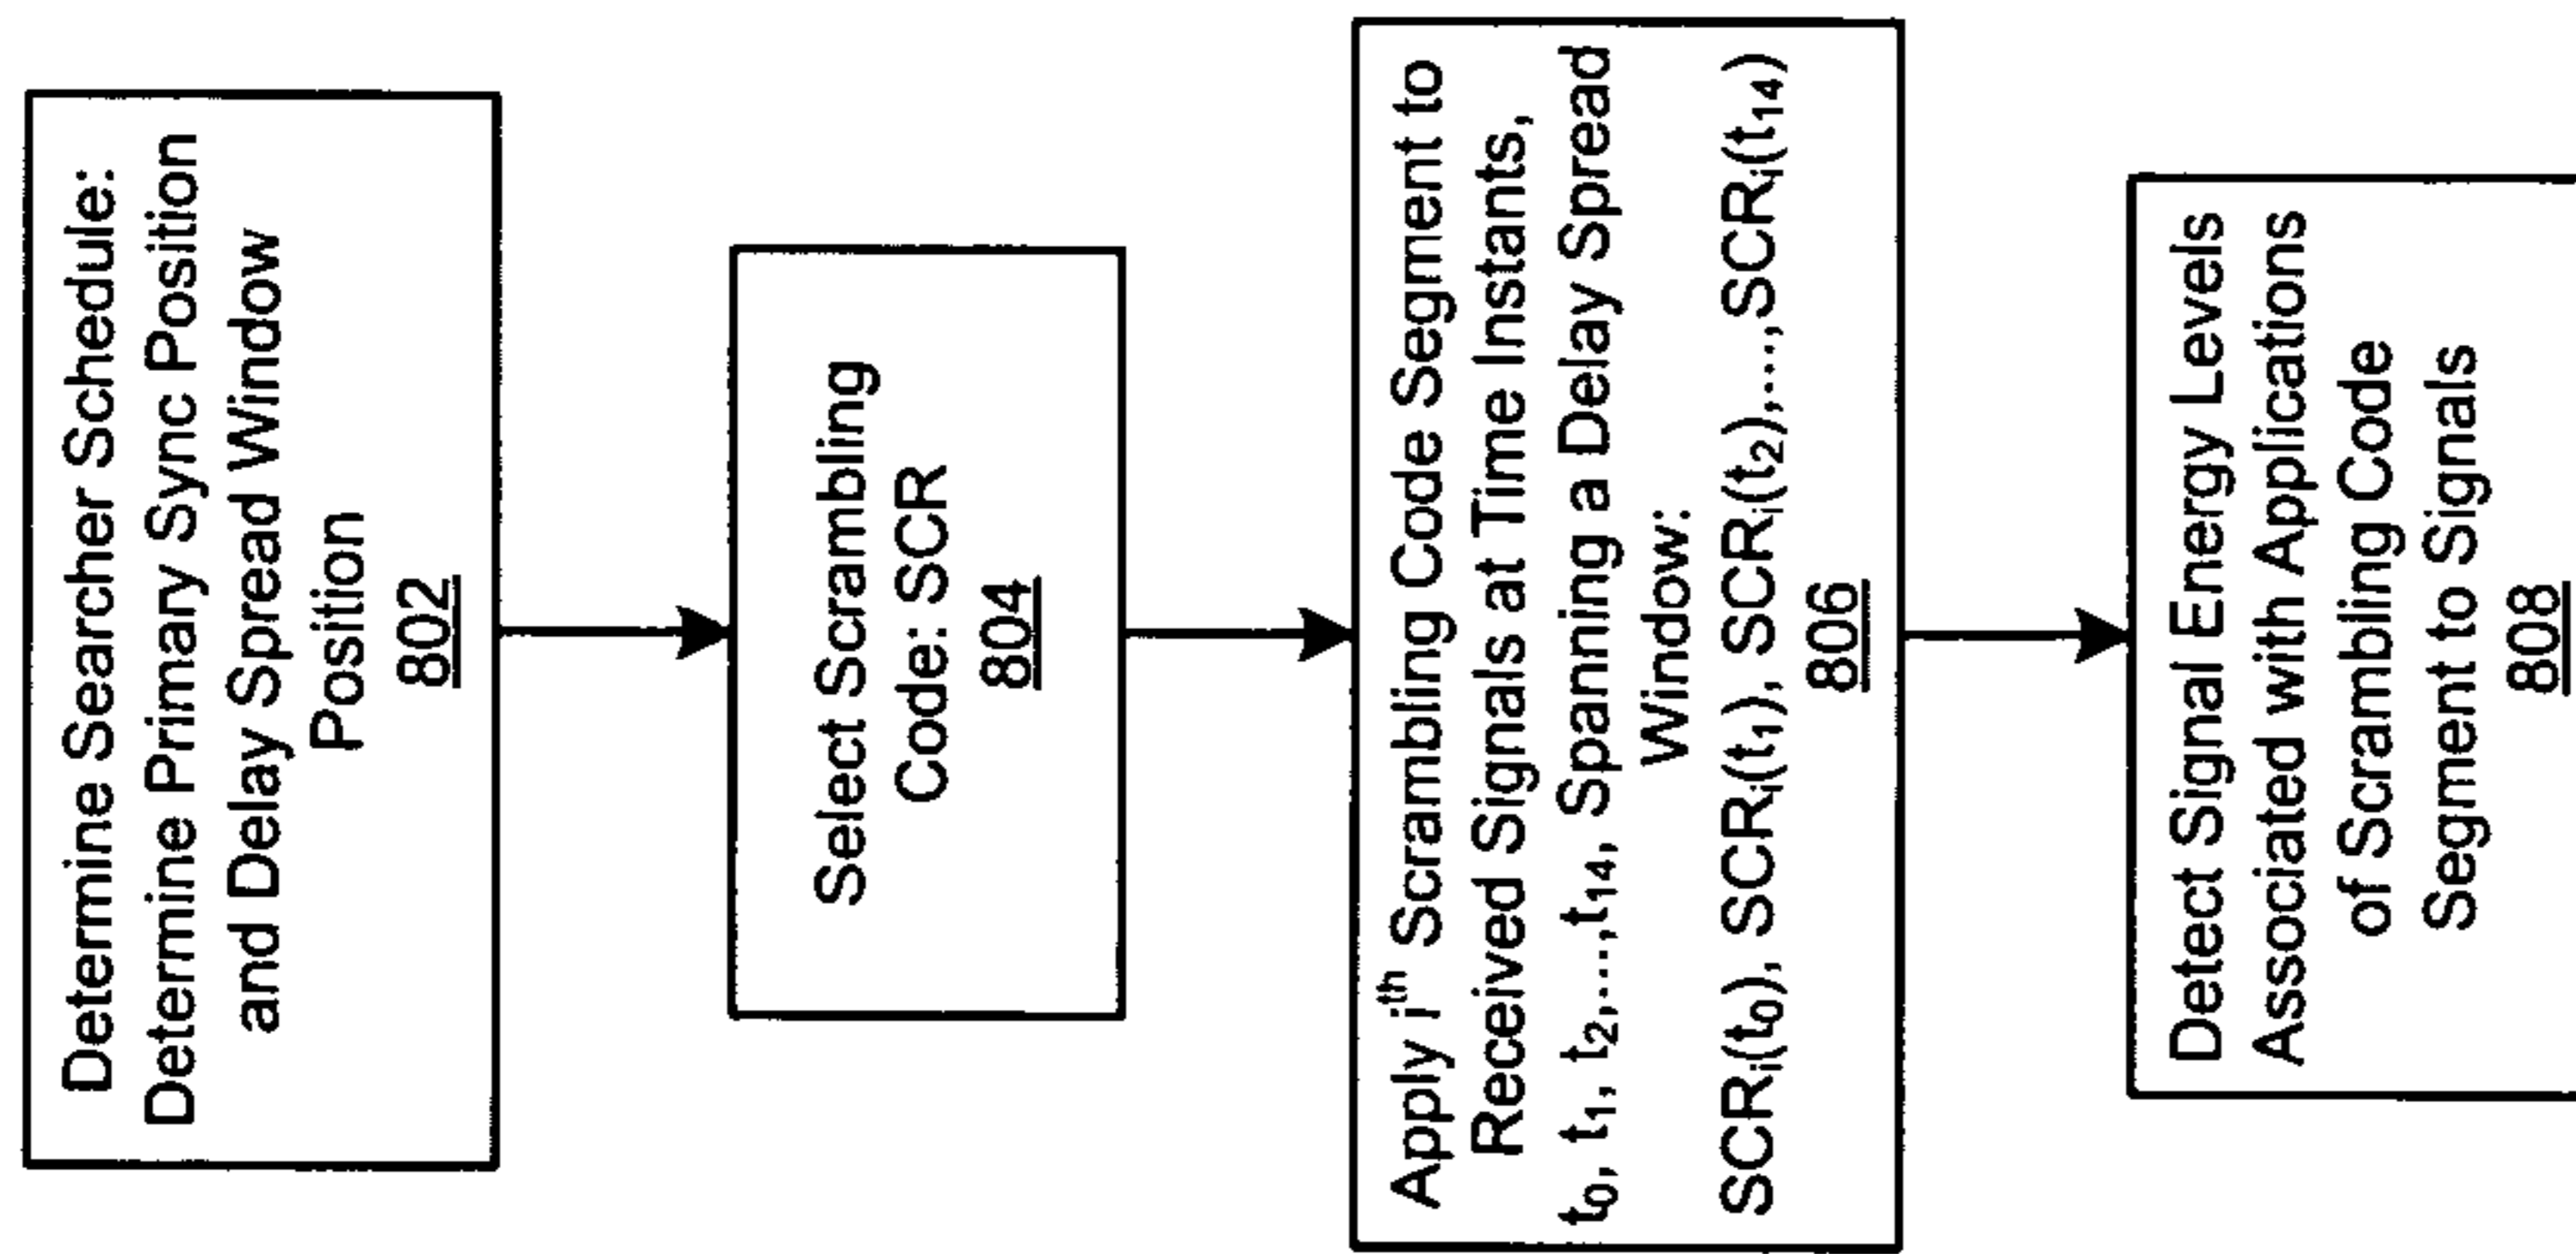 Determine Searcher Schedule:
Determine Primary Sync Position
and Delay Spread Window
Position
802
Select Scrambling
Code: SCR
804
Apply iᵗʰ Scrambling Code Segment to
Received Signals at Time Instants,
t₀, t₁, t₂,...,t₁₄, Spanning a Delay Spread
Window:
SCRᵢ(t₀), SCRᵢ(t₁), SCRᵢ(t₂),...,SCRᵢ(t₁₄)
806
Detect Signal Energy Levels
Associated with Applications
of Scrambling Code
Segment to Signals
808